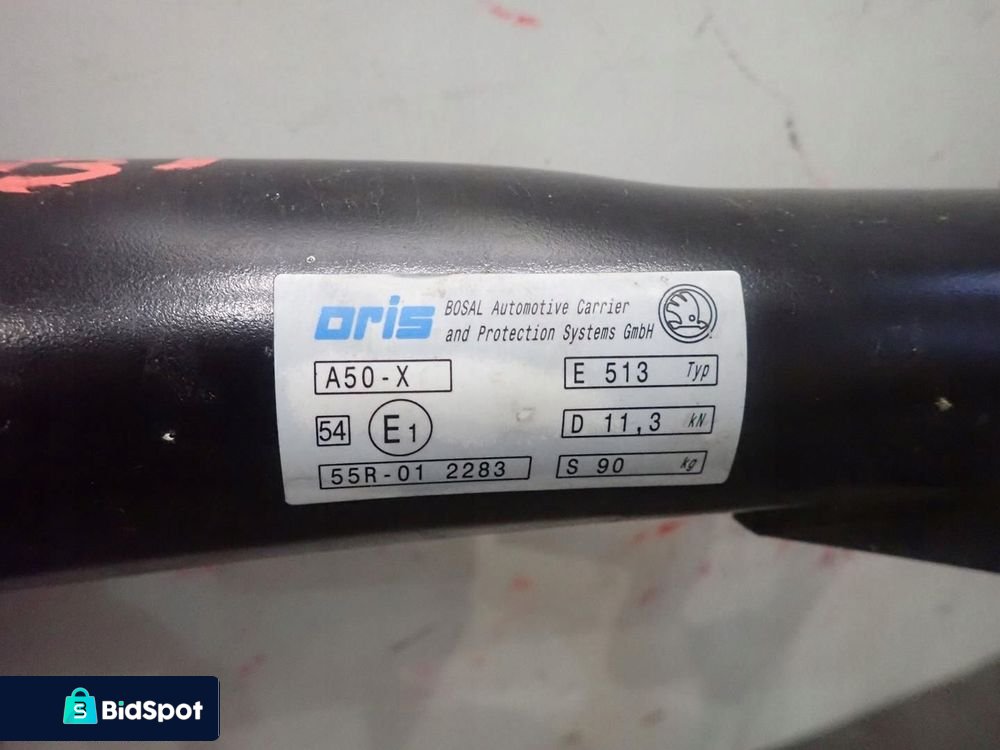 oris BOSAL Automotive Carrier
and Protection Systems GmbH
A50-X
E 513 Typ
54 E1
D 11,3 kN
55R-01 2283
S 90 kg
BidSpot